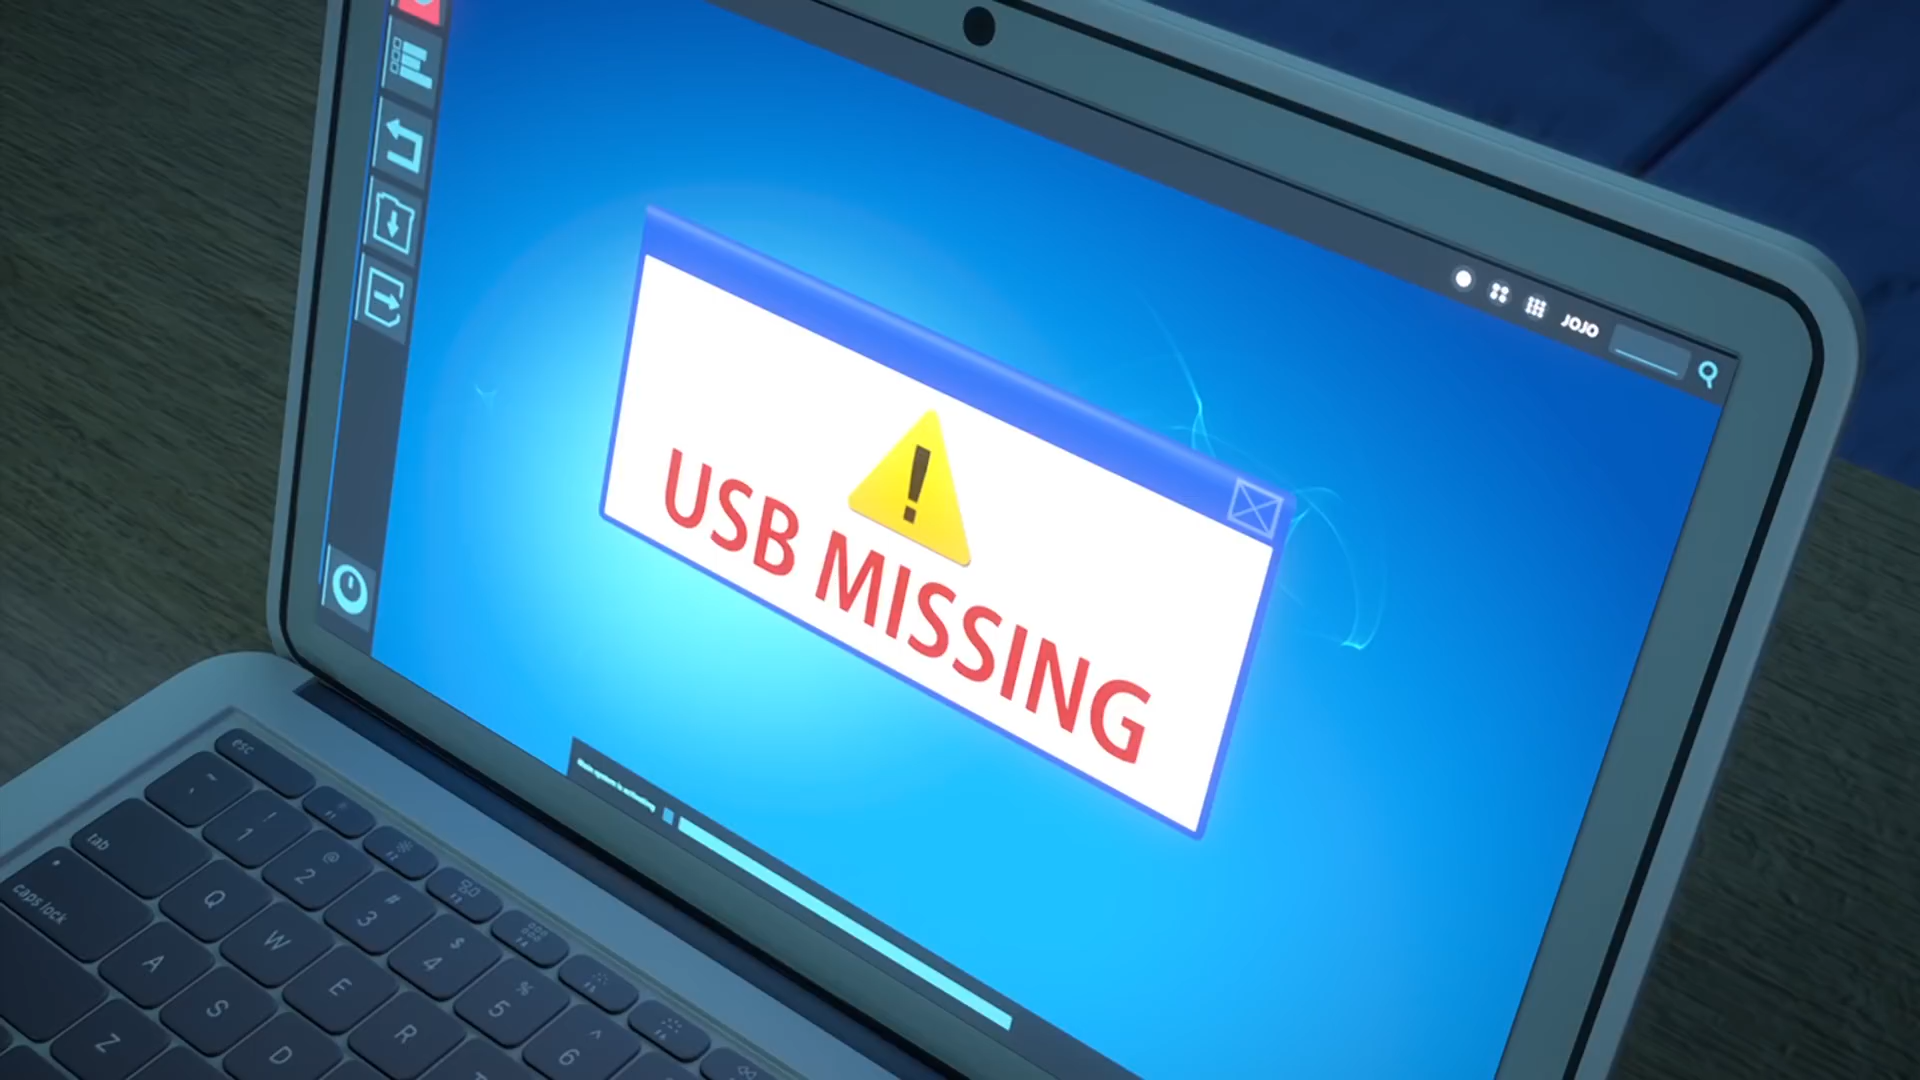 JOJO
USB MISSING
esc
~
! 1
@ 2
# 3
$ 4
% 5
^ 6
tab
Q
W
E
R
caps lock
A
S
D
Z